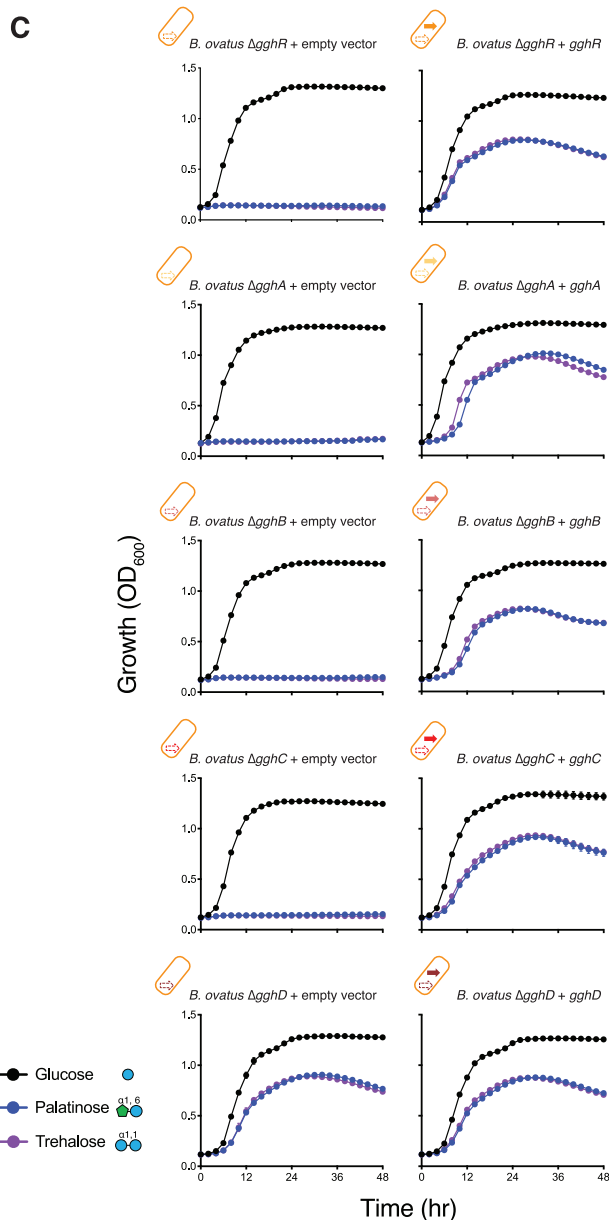 C
B. ovatus ΔgghR + empty vector
B. ovatus ΔgghR + gghR
1.5
1.0
0.5
0.0
0 12 24 36 48
B. ovatus ΔgghA + empty vector
B. ovatus ΔgghA + gghA
1.5
1.0
0.5
0.0
B. ovatus ΔgghB + empty vector
B. ovatus ΔgghB + gghB
1.5
1.0
0.5
0.0
Growth (OD600)
B. ovatus ΔgghC + empty vector
B. ovatus ΔgghC + gghC
1.5
1.0
0.5
0.0
B. ovatus ΔgghD + empty vector
B. ovatus ΔgghD + gghD
1.5
1.0
0.5
0.0
0 12 24 36 48
0 12 24 36 48
Time (hr)
Glucose
Palatinose α1, 6
Trehalose α1,1